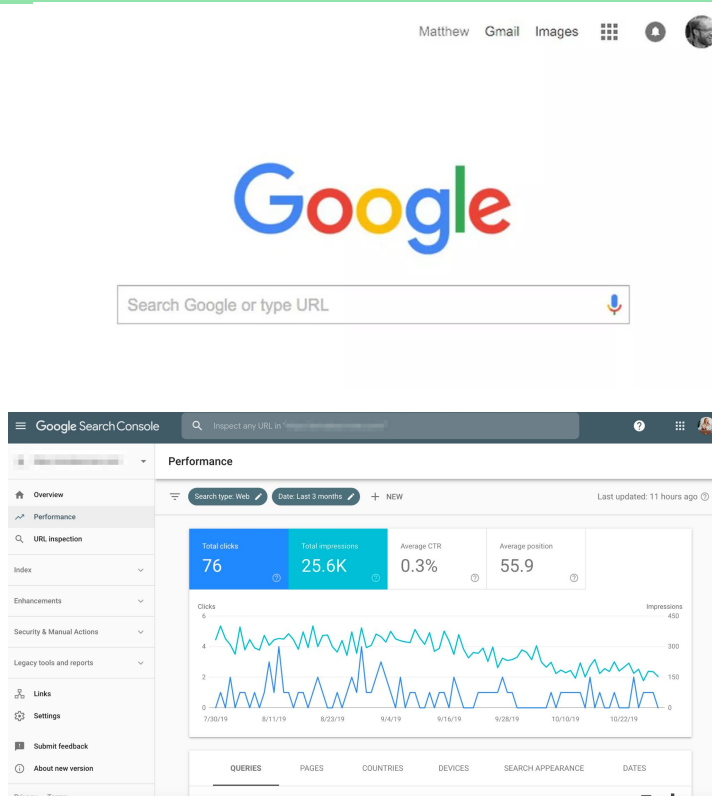 Matthew Gmail Images
Google
Search Google or type URL
Google Search Console
Inspect any URL in
Performance
Overview
Performance
URL inspection
Index
Enhancements
Security & Manual Actions
Legacy tools and reports
Links
Settings
Submit feedback
About new version
Search type: Web Date: Last 3 months + NEW Last updated: 11 hours ago
Total clicks Total impressions Average CTR Average position
76 25.6K 0.3% 55.9
Clicks Impressions
6 450
4 300
2 150
0 0
7/30/19 8/11/19 8/23/19 9/4/19 9/16/19 9/28/19 10/10/19 10/22/19
QUERIES PAGES COUNTRIES DEVICES SEARCH APPEARANCE DATES